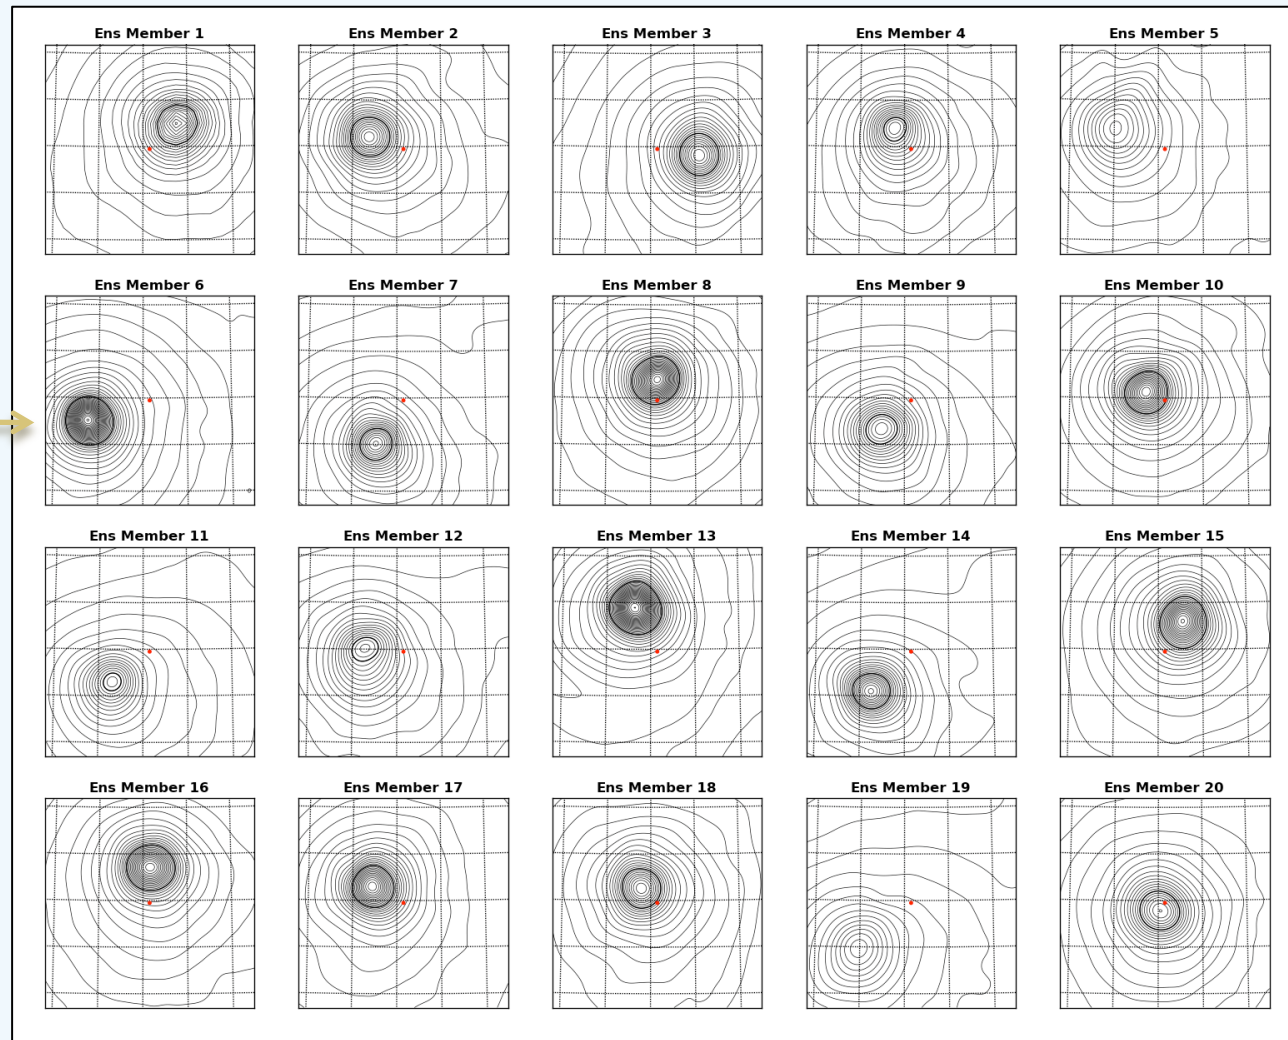 Ens Member 1
Ens Member 2
Ens Member 3
Ens Member 4
Ens Member 5
Ens Member 6
Ens Member 7
Ens Member 8
Ens Member 9
Ens Member 10
Ens Member 11
Ens Member 12
Ens Member 13
Ens Member 14
Ens Member 15
Ens Member 16
Ens Member 17
Ens Member 18
Ens Member 19
Ens Member 20